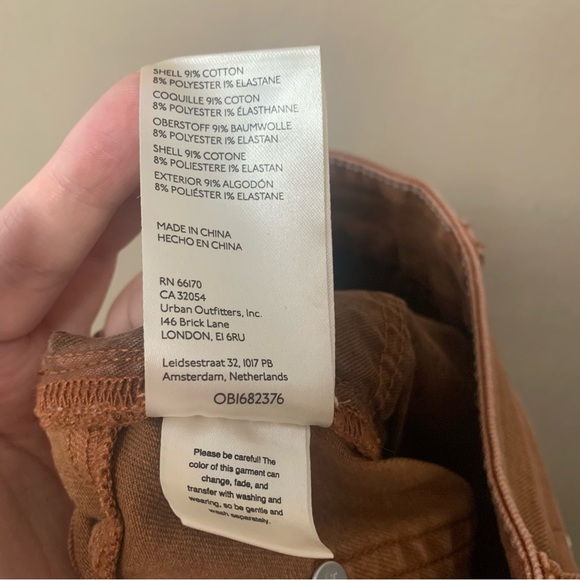 SHELL 91% COTTON
8% POLYESTER 1% ELASTANE
COQUILLE 91% COTON
8% POLYESTER 1% ÉLASTHANNE
OBERSTOFF 91% BAUMWOLLE
8% POLYESTER 1% ELASTAN
SHELL 91% COTONE
8% POLIESTERE 1% ELASTAN
EXTERIOR 91% ALGODÓN
8% POLIÉSTER 1% ELASTANE
MADE IN CHINA
HECHO EN CHINA
RN 66170
CA 32054
Urban Outfitters, Inc.
146 Brick Lane
LONDON, E1 6RU
Leidsestraat 32, 1017 PB
Amsterdam, Netherlands
OB1682376
Please be careful! The
color of this garment can
change, fade, and
transfer with washing and
wearing, so be gentle and
wash separately.